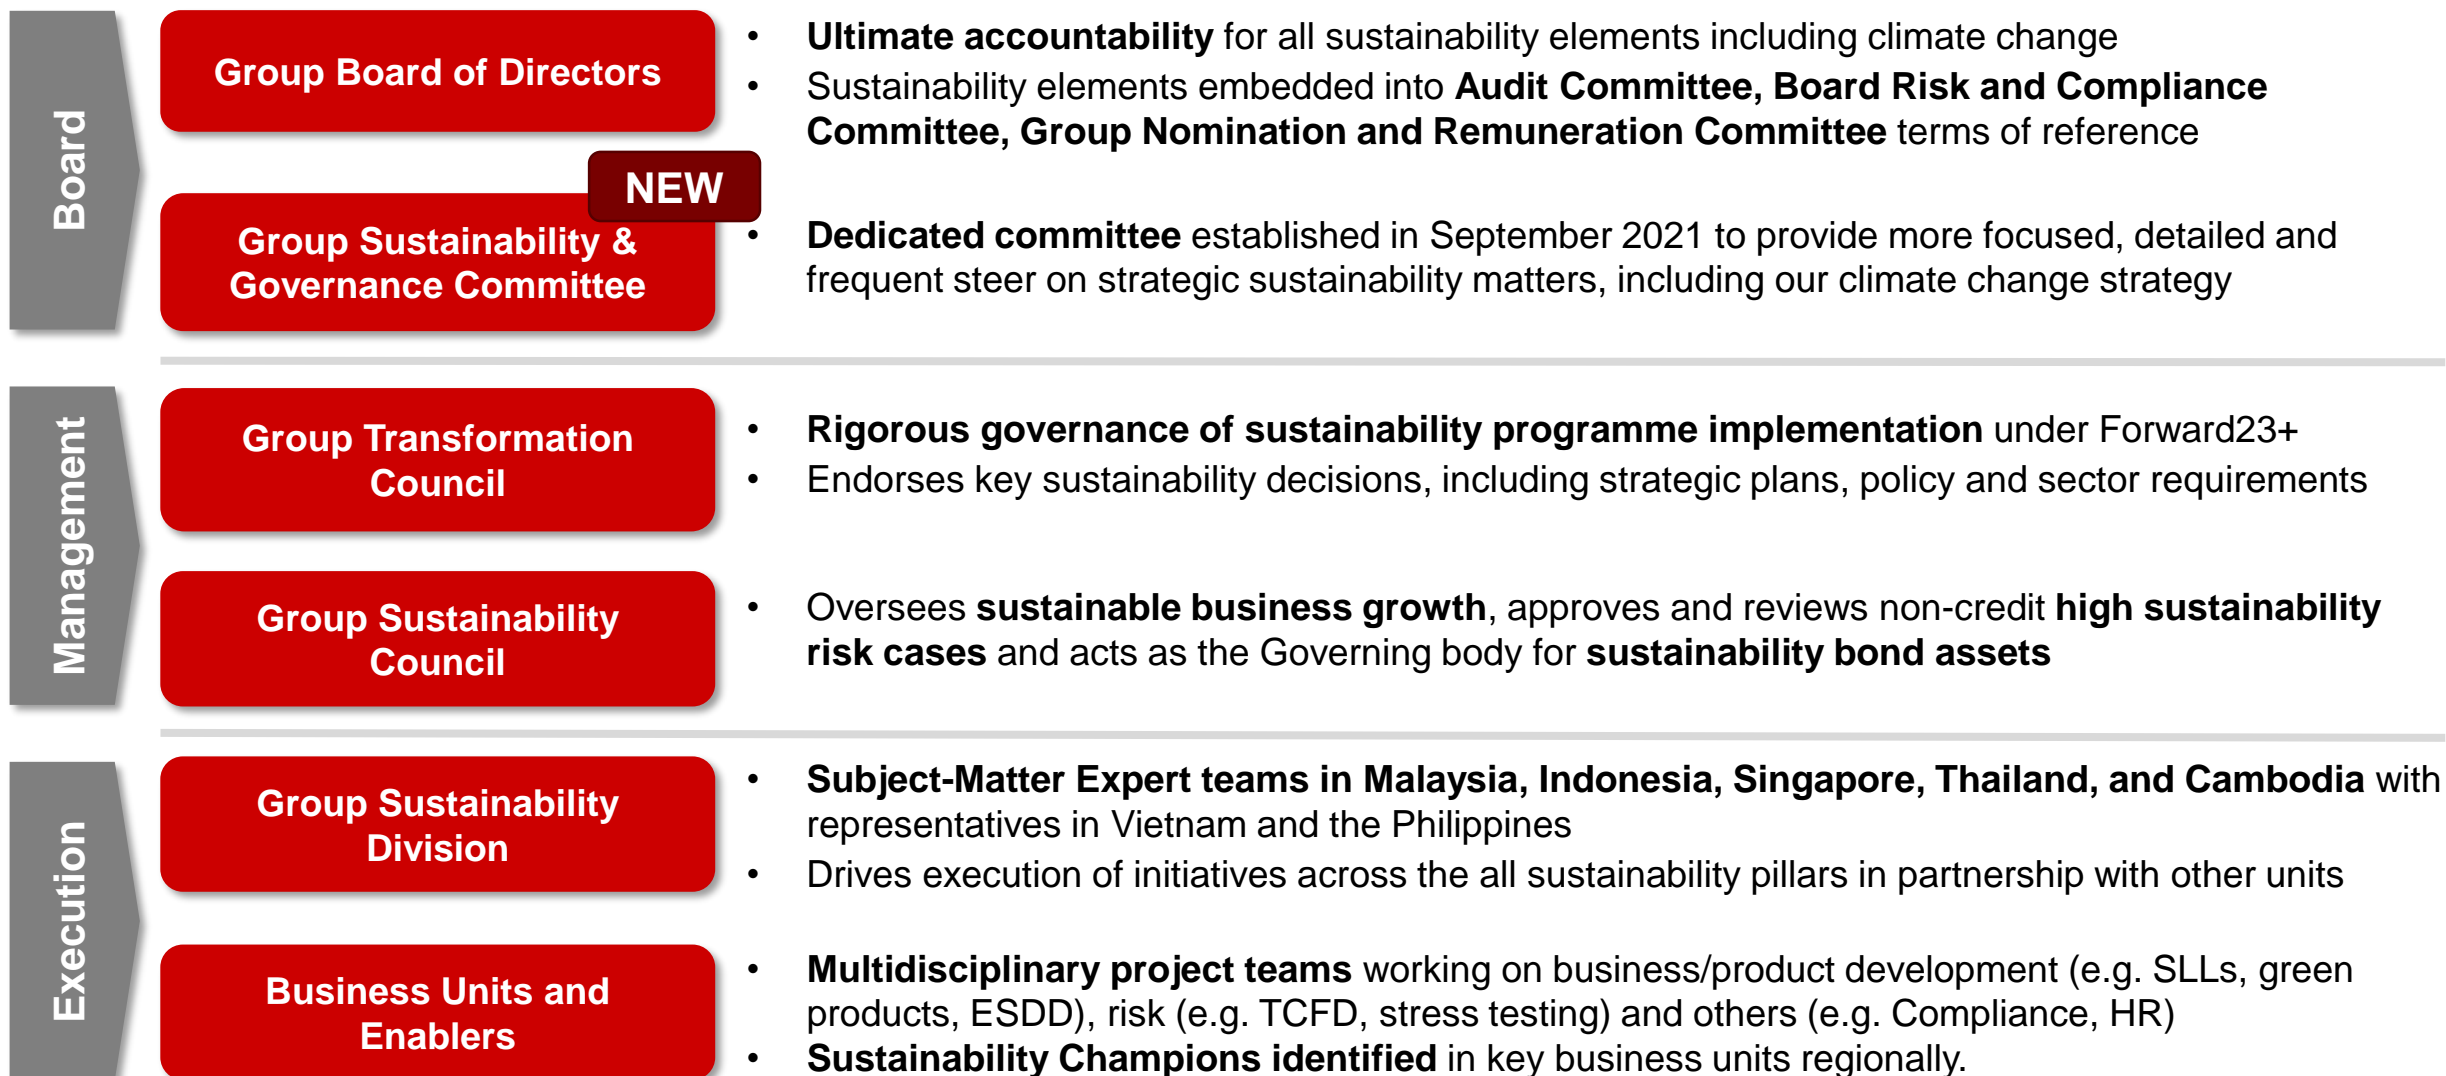 Board
Group Board of Directors
• Ultimate accountability for all sustainability elements including climate change
• Sustainability elements embedded into Audit Committee, Board Risk and Compliance
Committee, Group Nomination and Remuneration Committee terms of reference
NEW
Group Sustainability &
Governance Committee
• Dedicated committee established in September 2021 to provide more focused, detailed and
frequent steer on strategic sustainability matters, including our climate change strategy
Management
Group Transformation
Council
• Rigorous governance of sustainability programme implementation under Forward23+
• Endorses key sustainability decisions, including strategic plans, policy and sector requirements
Group Sustainability
Council
• Oversees sustainable business growth, approves and reviews non-credit high sustainability
risk cases and acts as the Governing body for sustainability bond assets
Execution
Group Sustainability
Division
• Subject-Matter Expert teams in Malaysia, Indonesia, Singapore, Thailand, and Cambodia with
representatives in Vietnam and the Philippines
• Drives execution of initiatives across the all sustainability pillars in partnership with other units
Business Units and
Enablers
• Multidisciplinary project teams working on business/product development (e.g. SLLs, green
products, ESDD), risk (e.g. TCFD, stress testing) and others (e.g. Compliance, HR)
• Sustainability Champions identified in key business units regionally.